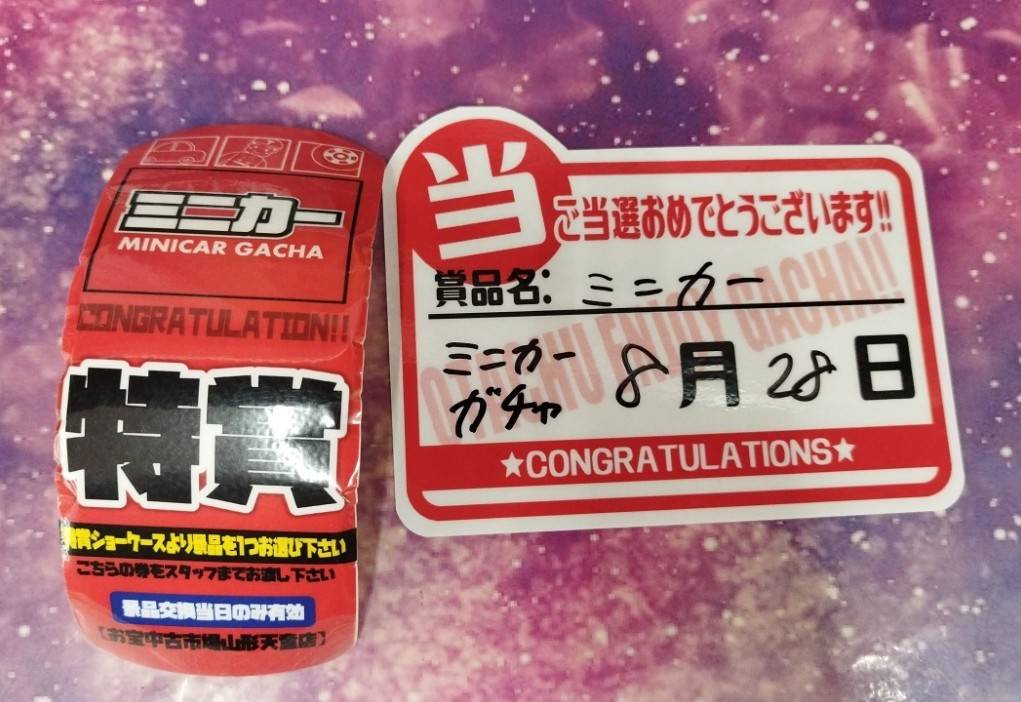 ミニカー
MINICAR GACHA
CONGRATULATION!!
特賞
賞ショーケースより景品を1つお選び下さい
こちらの券をスタッフまでお渡し下さい
景品交換当日のみ有効
【お宝中古市場山形天童店】
当
ご当選おめでとうございます!!
賞品名: ミニカー
ミニカー
ガチャ
8月28日
ENJOY GACHA!!
★CONGRATULATIONS★